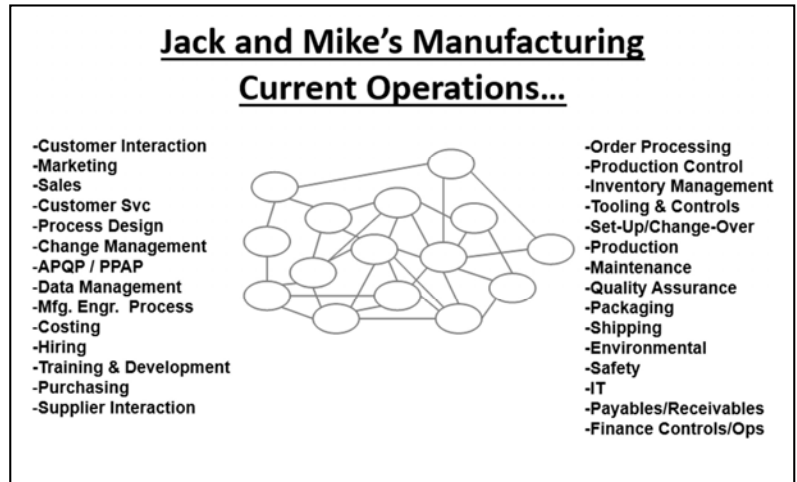 Jack and Mike's Manufacturing
Current Operations...
-Customer Interaction
-Marketing
-Sales
-Customer Svc
-Process Design
-Change Management
-APQP / PPAP
-Data Management
-Mfg. Engr.  Process
-Costing
-Hiring
-Training & Development
-Purchasing
-Supplier Interaction
-Order Processing
-Production Control
-Inventory Management
-Tooling & Controls
-Set-Up/Change-Over
-Production
-Maintenance
-Quality Assurance
-Packaging
-Shipping
-Environmental
-Safety
-IT
-Payables/Receivables
-Finance Controls/Ops